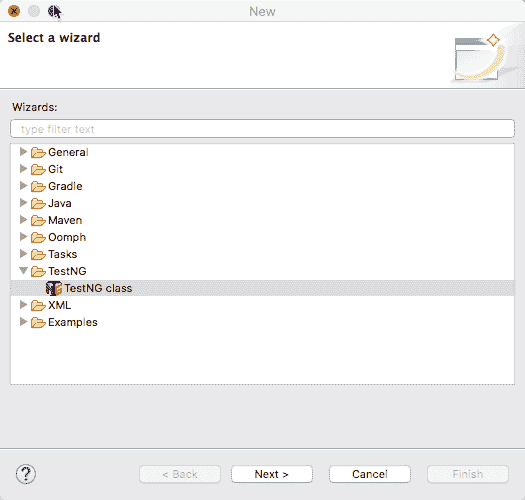 New
Select a wizard
Wizards:
type filter text
General
Git
Gradle
Java
Maven
Oomph
Tasks
TestNG
TestNG class
XML
Examples
?
< Back
Next >
Cancel
Finish